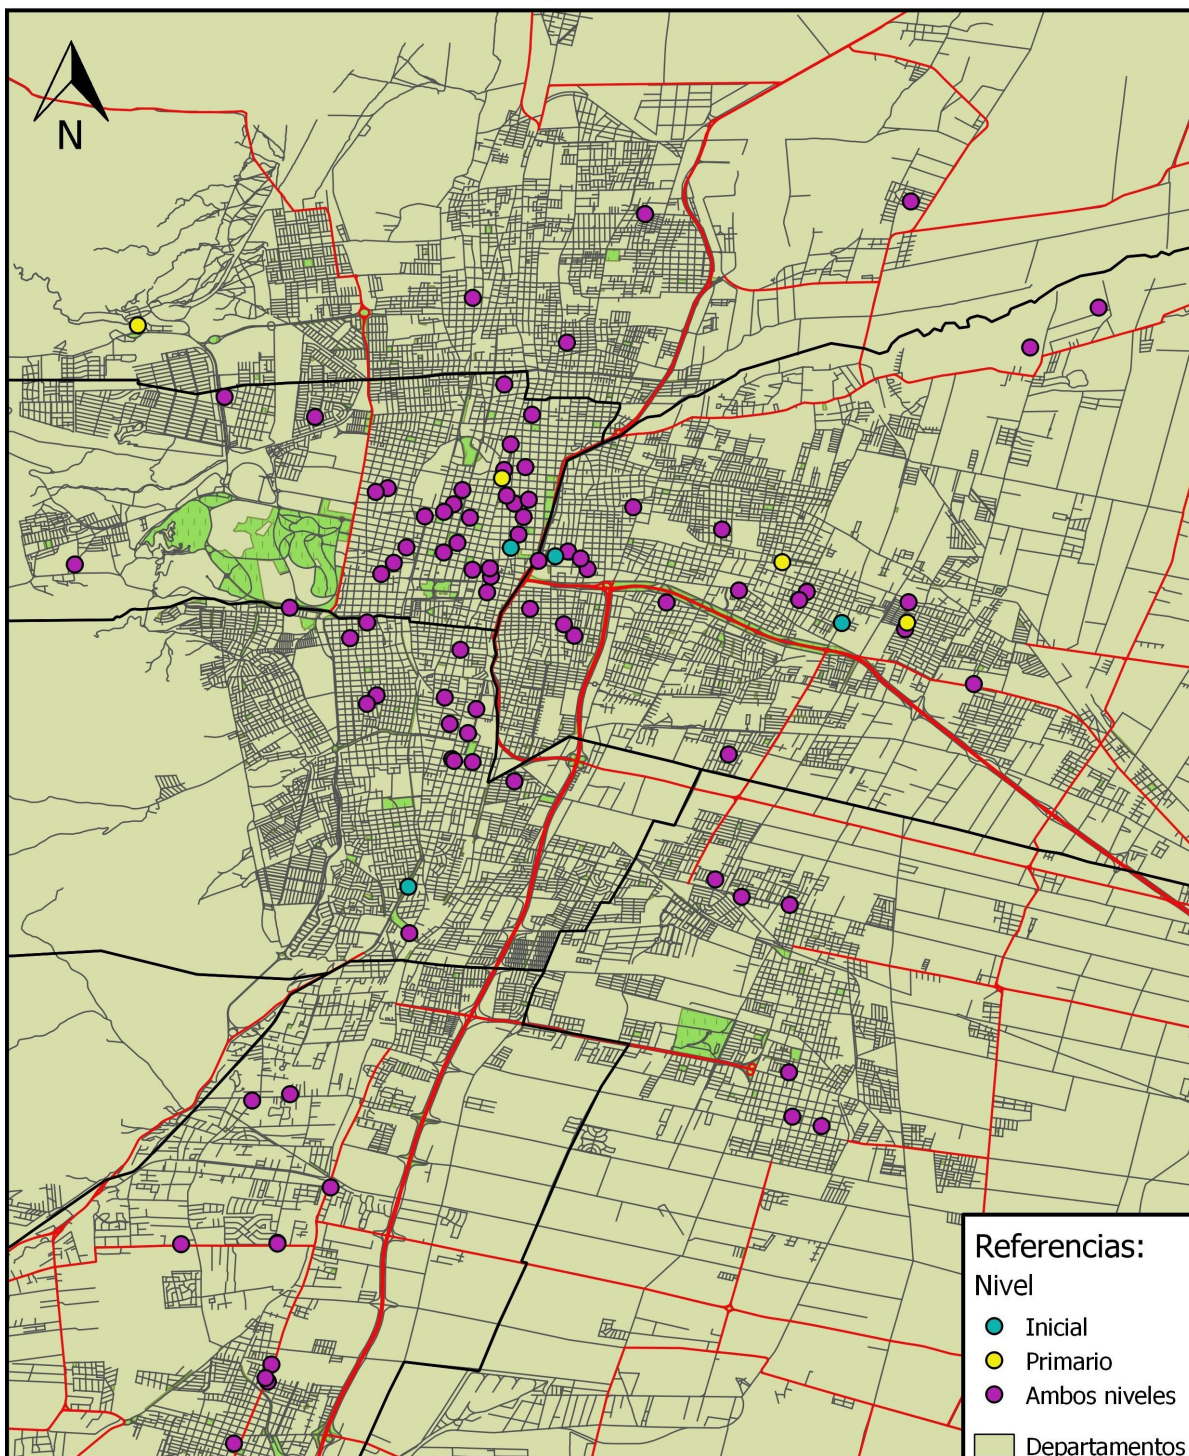 N
Referencias:
Nivel
Inicial
Primario
Ambos niveles
Departamentos